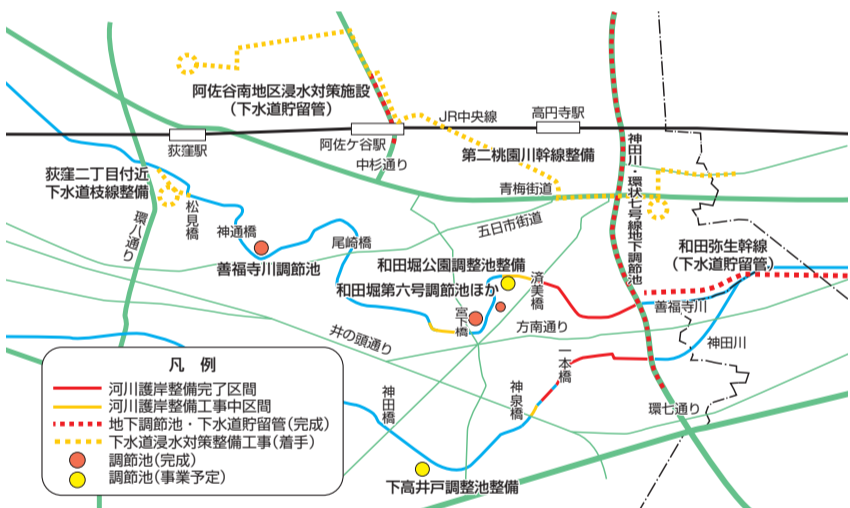 阿佐谷南地区浸水対策施設
（下水道貯留管）
JR中央線
高円寺駅
荻窪駅
阿佐ケ谷駅
中杉通り
第二桃園川幹線整備
神田川・環状七号線地下調節池
荻窪二丁目付近
下水道枝線整備
青梅街道
松見橋
環八通り
神通橋
尾崎橋
五日市街道
善福寺川調節池
和田堀公園調整池整備
和田堀第六号調節池ほか
済美橋
和田弥生幹線
（下水道貯留管）
善福寺川
宮下橋
方南通り
井の頭通り
神田川
一本橋
神泉橋
神田橋
環七通り
下高井戸調整池整備
凡 例
河川護岸整備完了区間
河川護岸整備工事中区間
地下調節池・下水道貯留管（完成）
下水道浸水対策整備工事（着手）
調節池（完成）
調節池（事業予定）